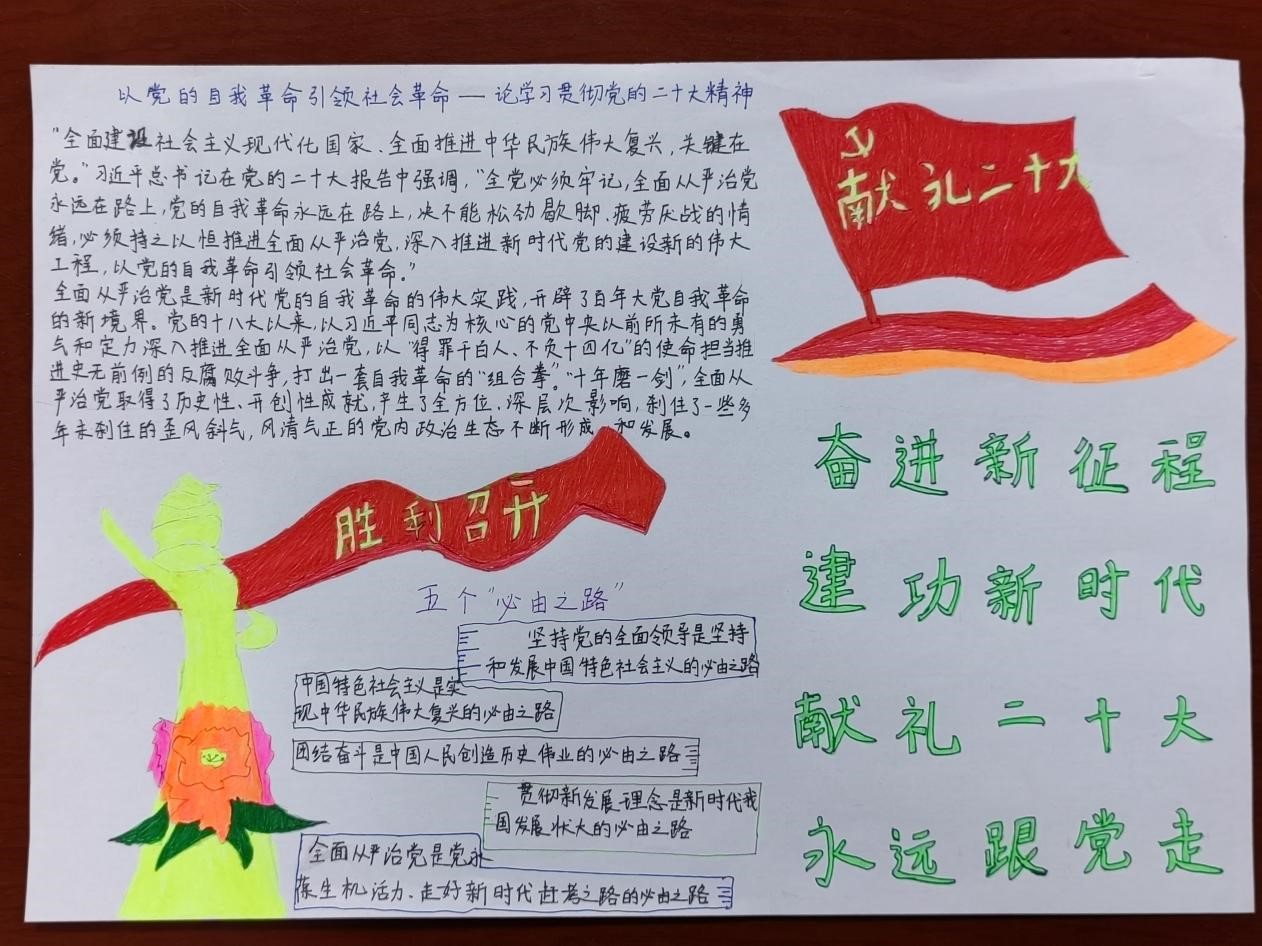 以党的自我革命引领社会革命——论学习贯彻党的二十大精神
“全面建设社会主义现代化国家、全面推进中华民族伟大复兴,关键在
党。”习近平总书记在党的二十大报告中强调,“全党必须牢记,全面从严治党
永远在路上,党的自我革命永远在路上,决不能松劲歇脚、疲劳厌战的情
绪,必须持之以恒推进全面从严治党,深入推进新时代党的建设新的伟大
工程,以党的自我革命引领社会革命。”
全面从严治党是新时代党的自我革命的伟大实践,开辟了百年大党自我革命
的新境界。党的十八大以来,以习近平同志为核心的党中央以前所未有的勇
气和定力深入推进全面从严治党,以“得罪千百人、不负十四亿”的使命担当推
进史无前例的反腐败斗争,打出一套自我革命的“组合拳”。“十年磨一剑”,全面从
严治党取得了历史性、开创性成就,产生了全方位、深层次影响,刹住了一些多
年未刹住的歪风斜气,风清气正的党内政治生态不断形成和发展。
献礼二十大
胜利召开
五个“必由之路”
坚持党的全面领导是坚持
和发展中国特色社会主义的必由之路
中国特色社会主义是实
现中华民族伟大复兴的必由之路
团结奋斗是中国人民创造历史伟业的必由之路
贯彻新发展理念是新时代我
国发展壮大的必由之路
全面从严治党是党永
葆生机活力、走好新时代赶考之路的必由之路
奋进新征程
建功新时代
献礼二十大
永远跟党走